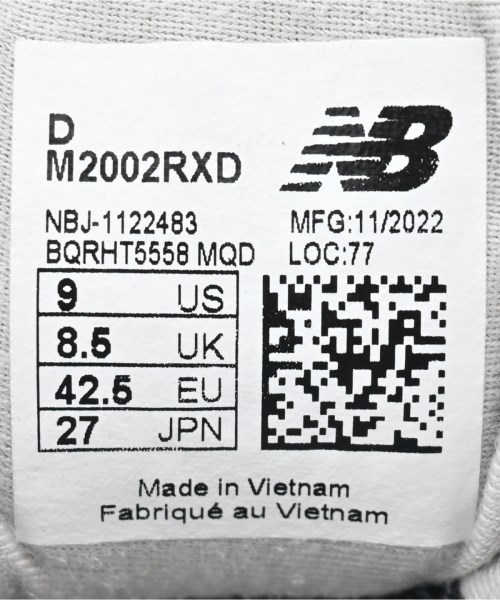 D
M2002RXD
NB
NBJ-1122483 MFG:11/2022
BQRHT5558 MQD LOC:77
9 US
8.5 UK
42.5 EU
27 JPN
Made in Vietnam
Fabriqué au Vietnam